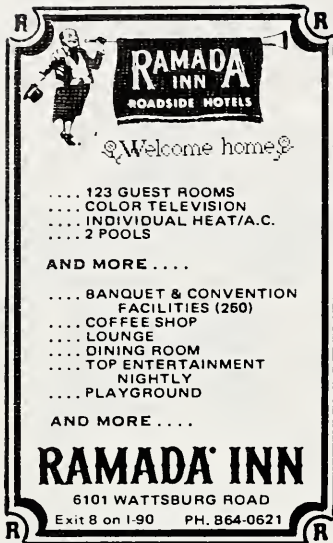 R R
RAMADA
INN
ROADSIDE HOTELS
Welcome home
.... 123 GUEST ROOMS
.... COLOR TELEVISION
.... INDIVIDUAL HEAT/A.C.
.... 2 POOLS
AND MORE ....
.... BANQUET & CONVENTION
FACILITIES (250)
.... COFFEE SHOP
.... LOUNGE
.... DINING ROOM
.... TOP ENTERTAINMENT
NIGHTLY
.... PLAYGROUND
AND MORE ....
RAMADA INN
6101 WATTSBURG ROAD
Exit 8 on I-90 PH. 864-0621
R R